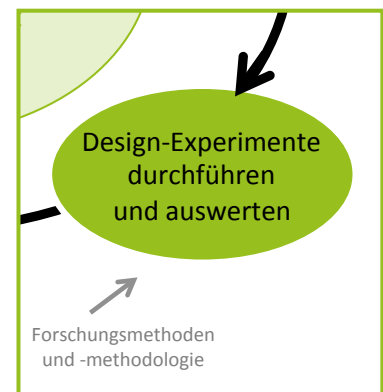 Design-Experimente
durchführen
und auswerten
Forschungsmethoden
und -methodologie